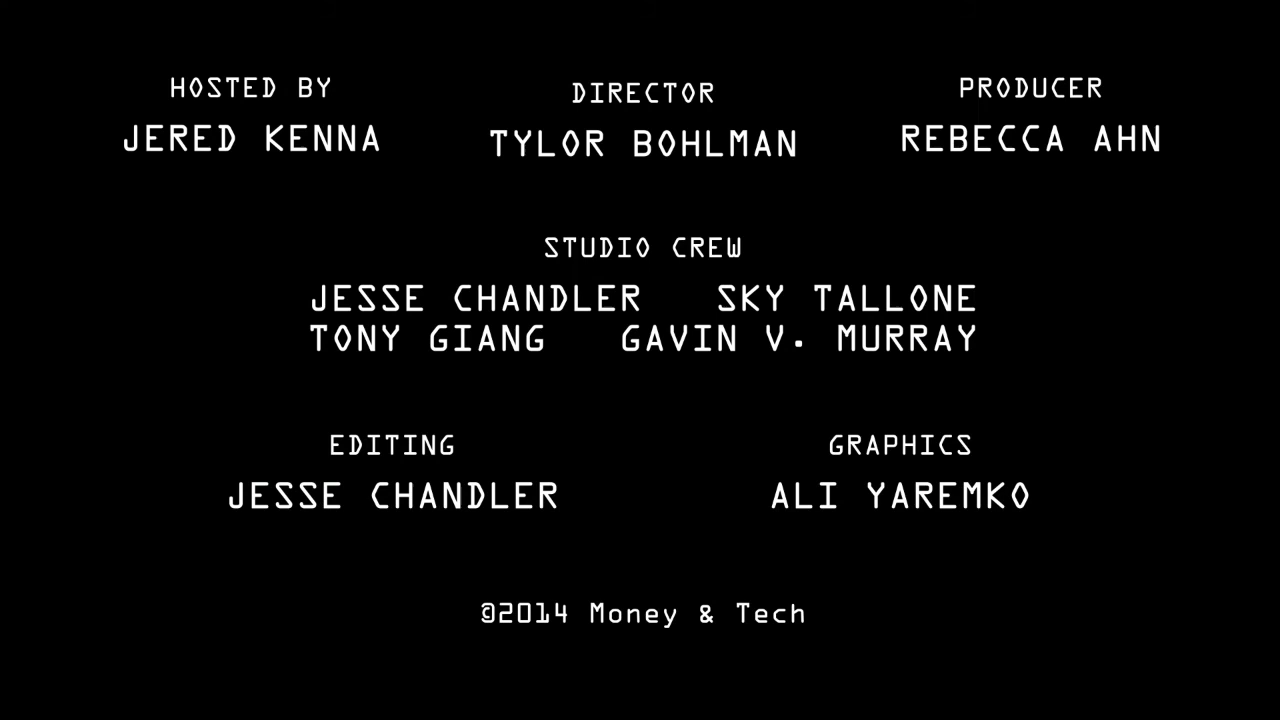 HOSTED BY
JERED KENNA
DIRECTOR
TYLOR BOHLMAN
PRODUCER
REBECCA AHN
STUDIO CREW
JESSE CHANDLER SKY TALLONE
TONY GIANG GAVIN V. MURRAY
EDITING
JESSE CHANDLER
GRAPHICS
ALI YAREMKO
©2014 Money & Tech